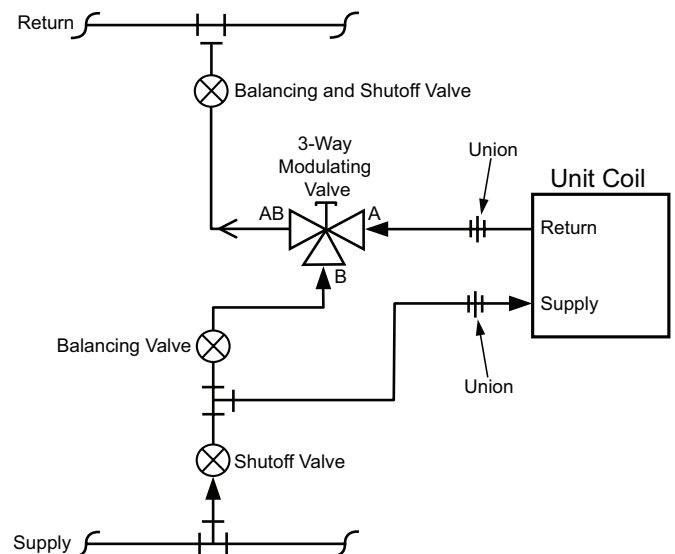 Return
Balancing and Shutoff Valve
3-Way
Modulating
Valve
Union
Unit Coil
AB
A
Return
B
Supply
Balancing Valve
Union
Shutoff Valve
Supply